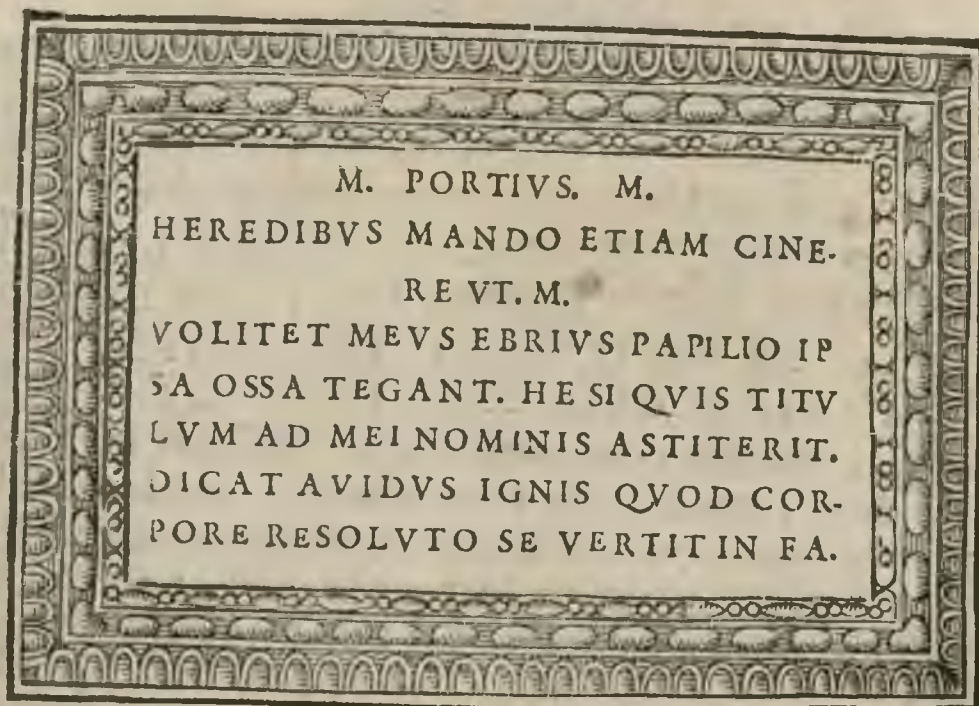 M. PORTIVS. M.
HEREDIBVS MANDO ETIAM CINE-
RE VT. M.
VOLITET MEVS EBRIVS PAPILIO IP
SA OSSA TEGANT. HE SI QVIS TITV
LVM AD MEI NOMINIS ASTITERIT.
DICAT AVIDVS IGNIS QVOD COR-
PORE RESOLVTO SE VERTIT IN FA.